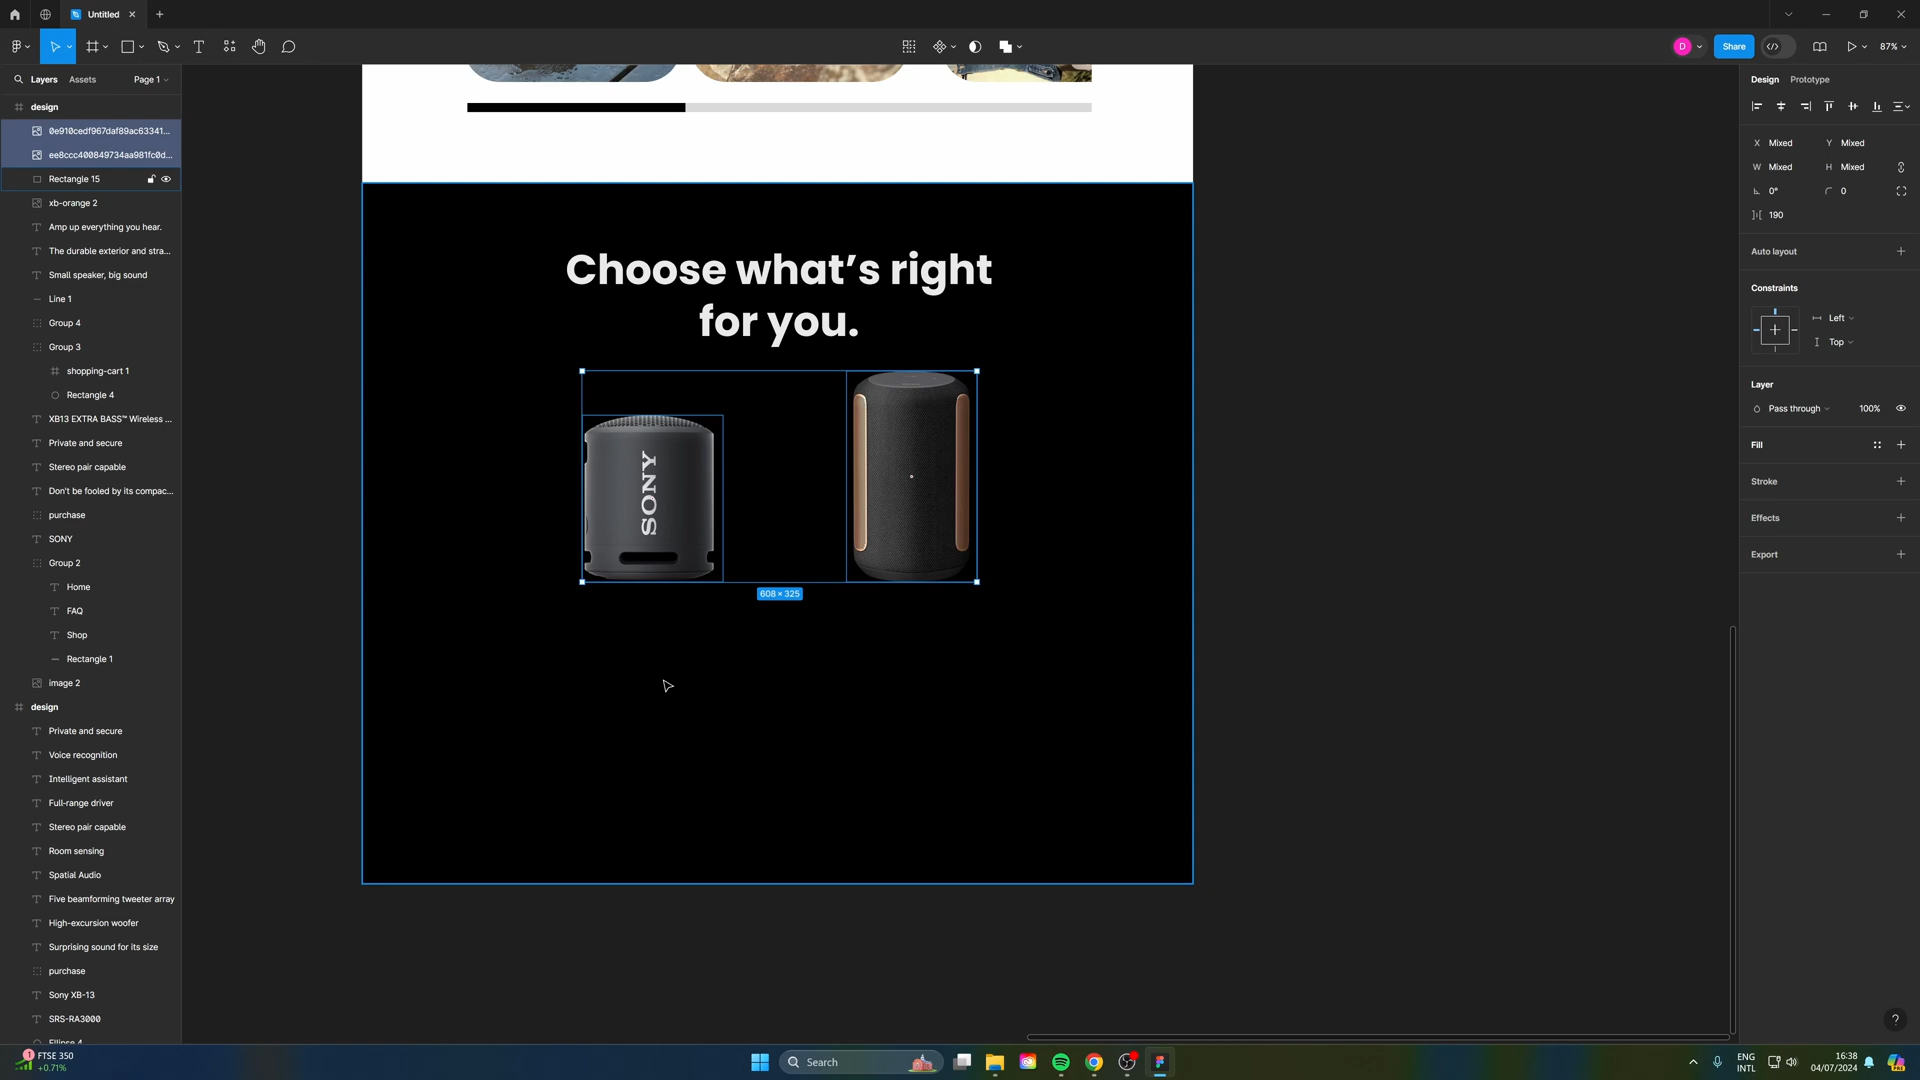 Untitled
Share
87%
Layers
Assets
Page 1
Design
Prototype
design
0e910cedf967daf89ac63341...
ee8ccc400849734aa981fc0d...
Rectangle 15
xb-orange 2
Amp up everything you hear.
The durable exterior and stra...
Small speaker, big sound
Line 1
Group 4
Group 3
shopping-cart 1
Rectangle 4
XB13 EXTRA BASS™ Wireless ...
Private and secure
Stereo pair capable
Don't be fooled by its compac...
purchase
SONY
Group 2
Home
FAQ
Shop
Rectangle 1
image 2
design
Private and secure
Voice recognition
Intelligent assistant
Full-range driver
Stereo pair capable
Room sensing
Spatial Audio
Five beamforming tweeter array
High-excursion woofer
Surprising sound for its size
purchase
Sony XB-13
SRS-RA3000
Ellipse 4
Choose what's right
for you.
SONY
608 × 325
X Mixed
Y Mixed
W Mixed
H Mixed
0°
0
190
Auto layout
Constraints
Left
Top
Layer
Pass through
100%
Fill
Stroke
Effects
Export
?
1
FTSE 350
+0.71%
Search
ENG
INTL
16:38
04/07/2024
D